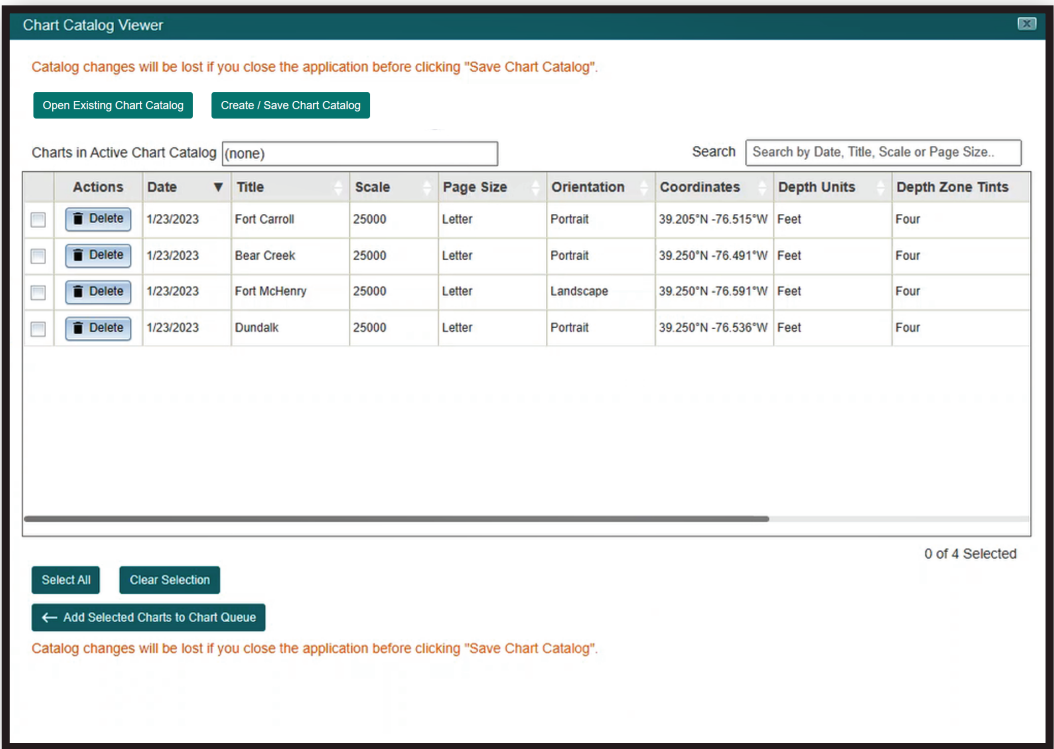 Chart Catalog Viewer
X
Catalog changes will be lost if you close the application before clicking "Save Chart Catalog".
Open Existing Chart Catalog Create / Save Chart Catalog
Charts in Active Chart Catalog (none) Search Search by Date, Title, Scale or Page Size..
Actions Date ▼ Title Scale Page Size Orientation Coordinates Depth Units Depth Zone Tints
Delete 1/23/2023 Fort Carroll 25000 Letter Portrait 39.205°N -76.515°W Feet Four
Delete 1/23/2023 Bear Creek 25000 Letter Portrait 39.250°N -76.491°W Feet Four
Delete 1/23/2023 Fort McHenry 25000 Letter Landscape 39.250°N -76.591°W Feet Four
Delete 1/23/2023 Dundalk 25000 Letter Portrait 39.250°N -76.536°W Feet Four
0 of 4 Selected
Select All Clear Selection
← Add Selected Charts to Chart Queue
Catalog changes will be lost if you close the application before clicking "Save Chart Catalog".